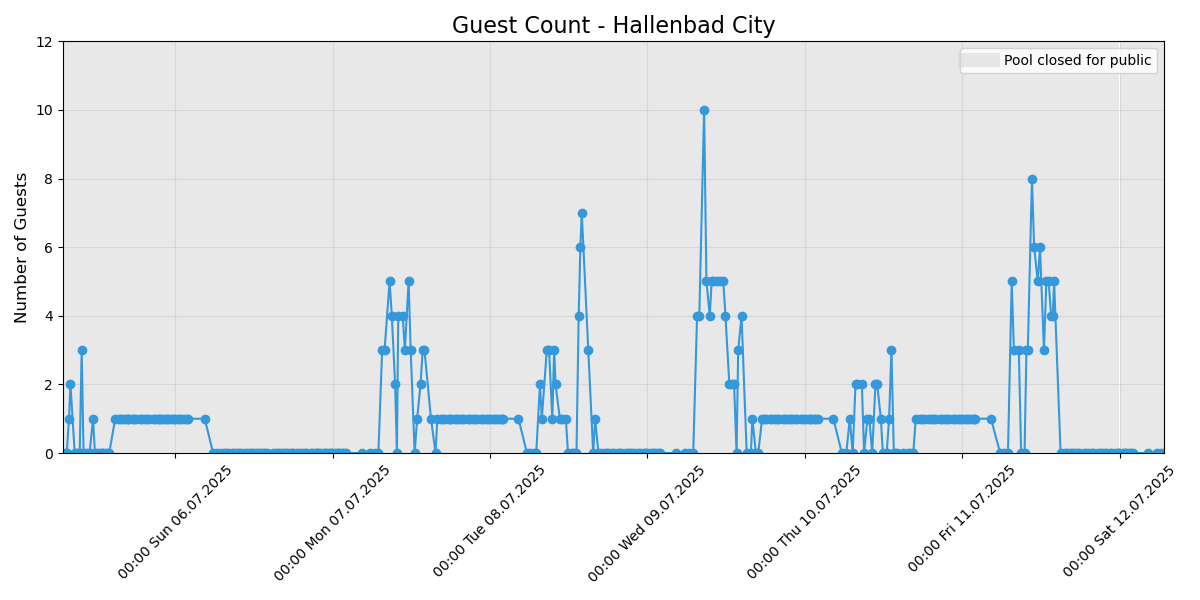 Guest Count - Hallenbad City
Pool closed for public
Number of Guests
12
10
8
6
4
2
0
00:00 Sun 06.07.2025
00:00 Mon 07.07.2025
00:00 Tue 08.07.2025
00:00 Wed 09.07.2025
00:00 Thu 10.07.2025
00:00 Fri 11.07.2025
00:00 Sat 12.07.2025